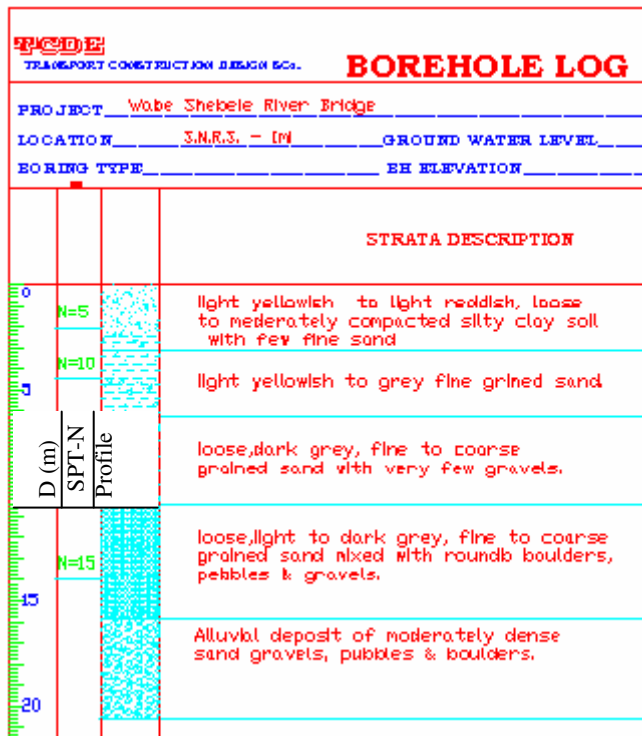 TCDE
TRANSPORT CONSTRUCTION DESIGN SCo.
BOREHOLE LOG
PROJECT Wabe Shebele River Bridge
LOCATION S.N.R.S. - IMI GROUND WATER LEVEL
BORING TYPE BH ELEVATION
STRATA DESCRIPTION
0
N=5
light yellowish to light reddish, loose
to mederately compacted silty clay soil
with few fine sand
N=10
5
light yellowish to grey fine grined sand
D (m)
SPT-N
Profile
loose,dark grey, fine to coarse
grained sand with very few gravels.
N=15
loose,light to dark grey, fine to coarse
grained sand mixed with roundb boulders,
pebbles & gravels.
15
Alluvial deposit of moderately dense
sand gravels, pubbles & boulders.
20